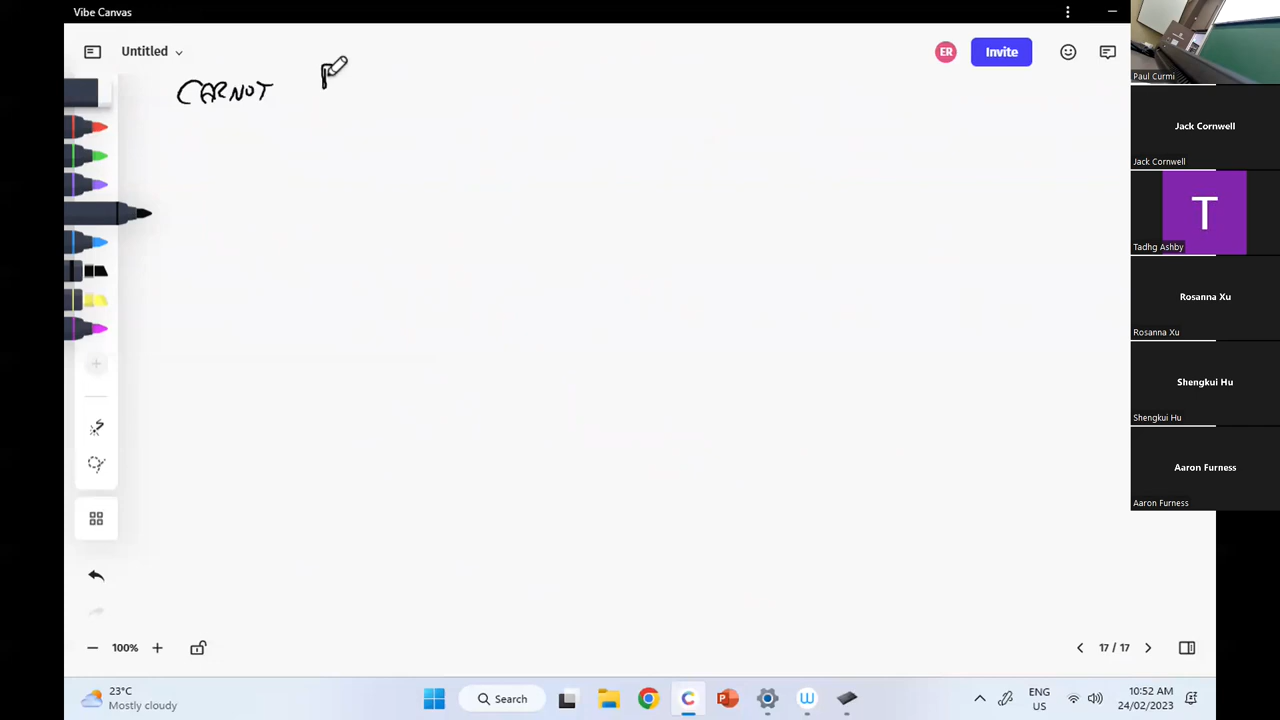 Vibe Canvas
Untitled
ER
Invite
CARNOT
Paul Curmi
Jack Cornwell
Jack Cornwell
T
Tadhg Ashby
Rosanna Xu
Rosanna Xu
Shengkui Hu
Shengkui Hu
Aaron Furness
Aaron Furness
100%
17 / 17
23°C
Mostly cloudy
Search
ENG
US
10:52 AM
24/02/2023